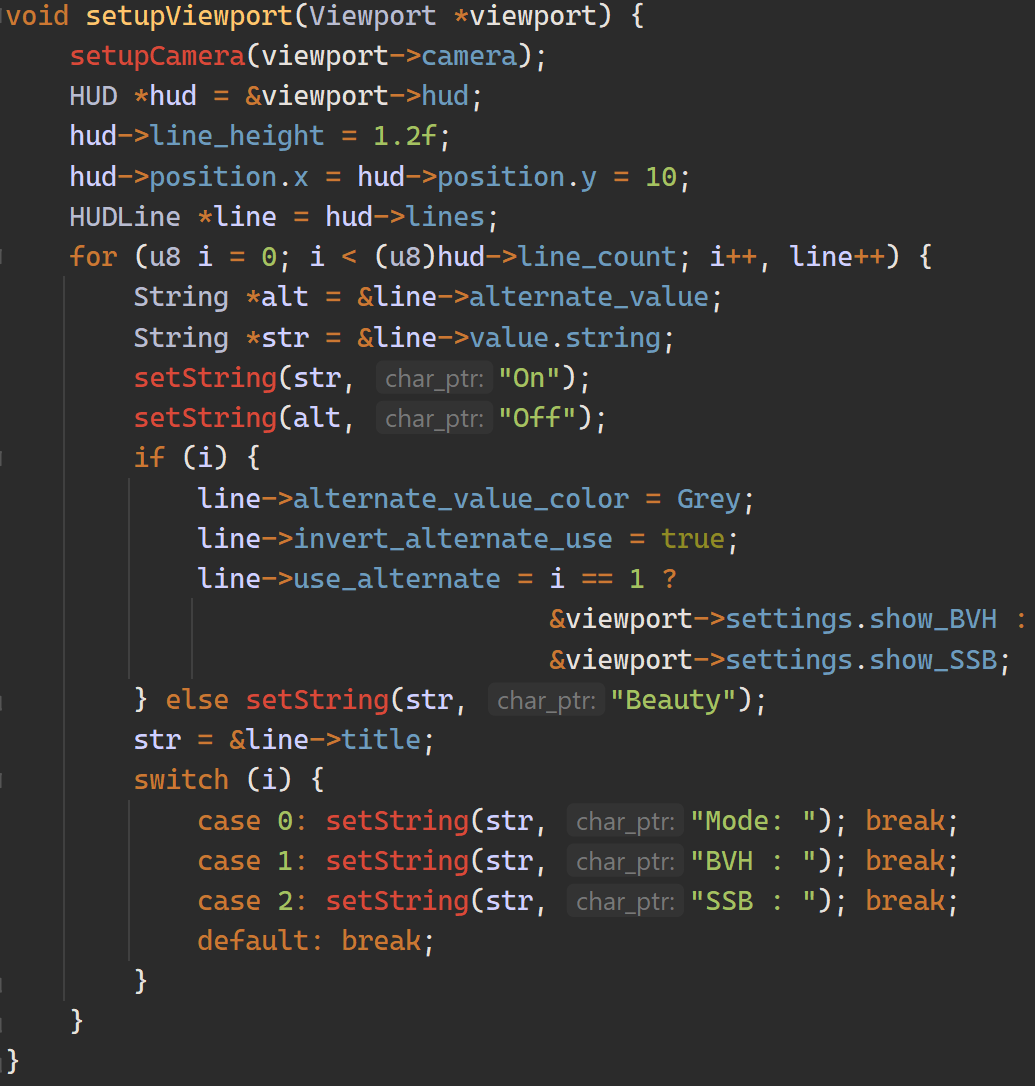 void setupViewport(Viewport *viewport) {
    setupCamera(viewport->camera);
    HUD *hud = &viewport->hud;
    hud->line_height = 1.2f;
    hud->position.x = hud->position.y = 10;
    HUDLine *line = hud->lines;
    for (u8 i = 0; i < (u8)hud->line_count; i++, line++) {
        String *alt = &line->alternate_value;
        String *str = &line->value.string;
        setString(str, char_ptr: "On");
        setString(alt, char_ptr: "Off");
        if (i) {
            line->alternate_value_color = Grey;
            line->invert_alternate_use = true;
            line->use_alternate = i == 1 ?
                                  &viewport->settings.show_BVH :
                                  &viewport->settings.show_SSB;
        } else setString(str, char_ptr: "Beauty");
        str = &line->title;
        switch (i) {
            case 0: setString(str, char_ptr: "Mode: "); break;
            case 1: setString(str, char_ptr: "BVH : "); break;
            case 2: setString(str, char_ptr: "SSB : "); break;
            default: break;
        }
    }
}